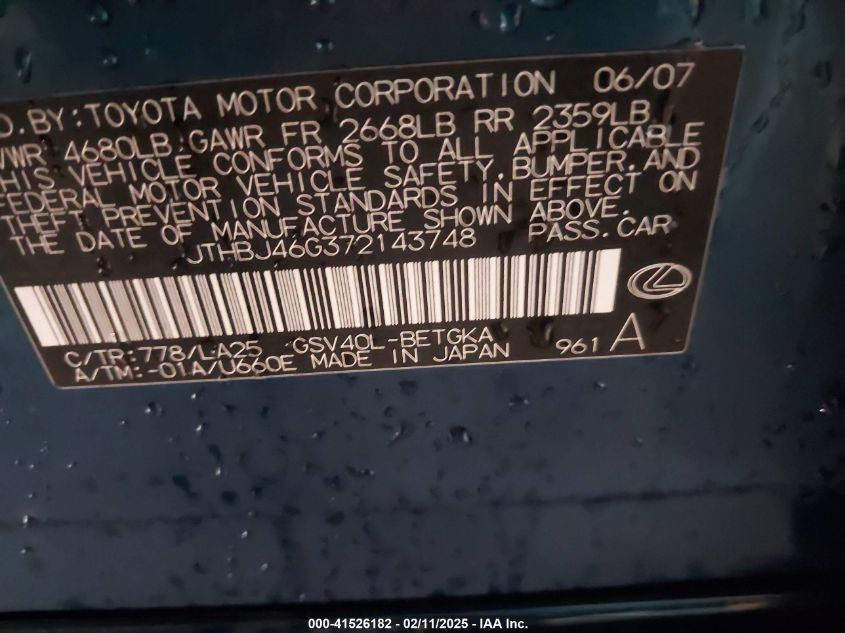 D.BY:TOYOTA MOTOR CORPORATION 06/07
VWR 4680LB GAWR FR 2668LB RR 2359LB
HIS VEHICLE CONFORMS TO ALL APPLICABLE
FEDERAL MOTOR VEHICLE SAFETY,BUMPER,AND
THEFT PREVENTION STANDARDS IN EFFECT ON
THE DATE OF MANUFACTURE SHOWN ABOVE.
JTHBJ46G372143748 PASS.CAR
C/TR:778/LA25 GSV40L-BETGKA
A/TM:-01A/U660E MADE IN JAPAN 961 A
000-41526182 - 02/11/2025 - IAA Inc.